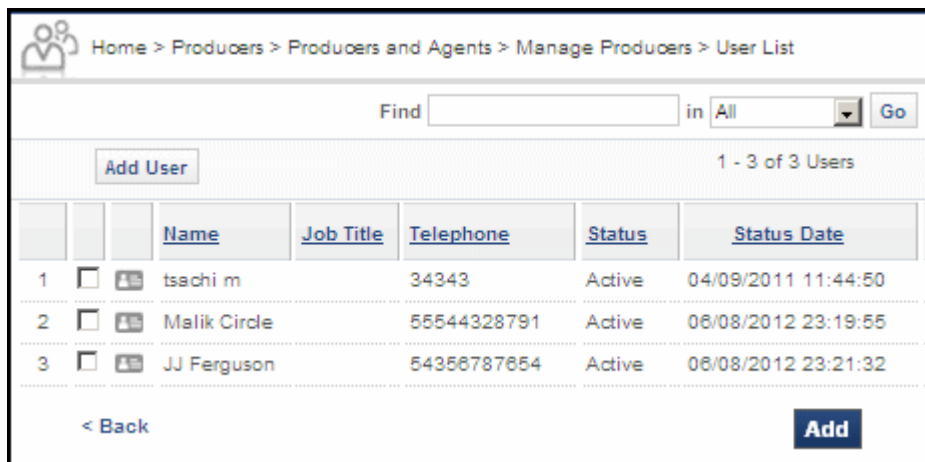 Home > Producers > Producers and Agents > Manage Producers > User List
Find in All Go
Add User 1 - 3 of 3 Users
Name Job Title Telephone Status Status Date
1 tsachi m 34343 Active 04/09/2011 11:44:50
2 Malik Circle 55544328791 Active 06/08/2012 23:19:55
3 JJ Ferguson 54356787654 Active 06/08/2012 23:21:32
< Back Add